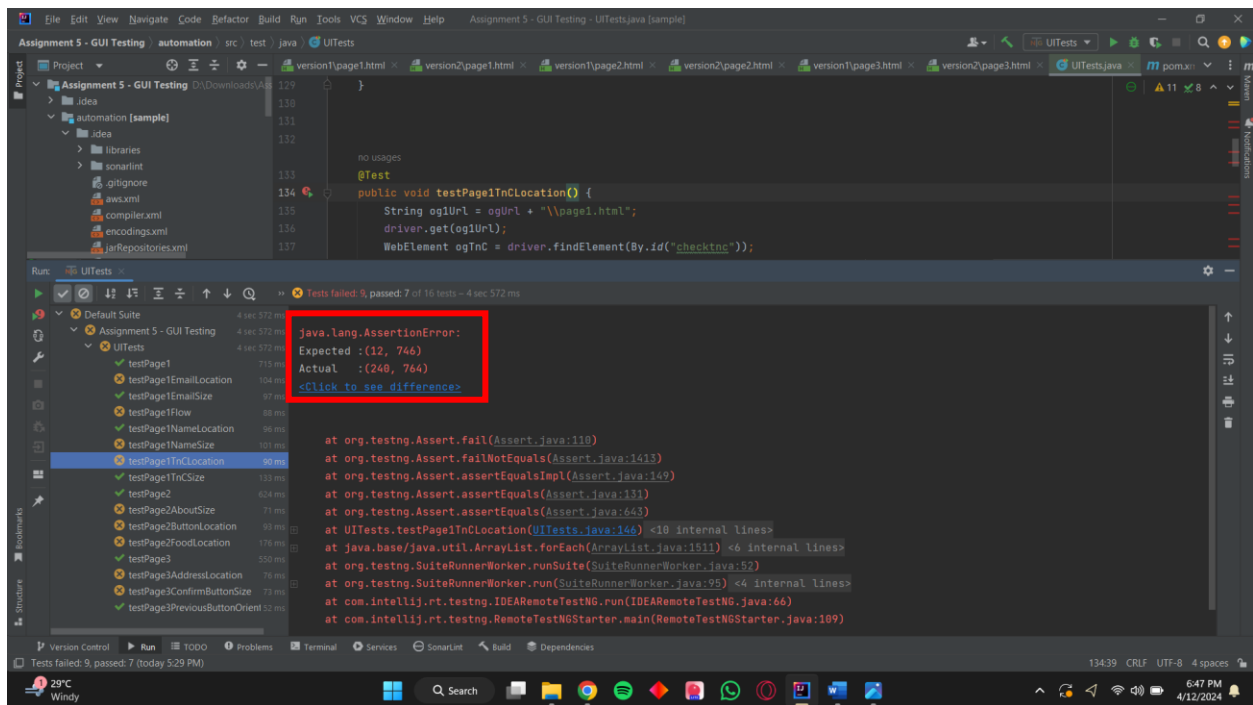 File Edit View Navigate Code Refactor Build Run Tools VCS Window Help Assignment 5 - GUI Testing - UITests.java [sample]
Assignment 5 - GUI Testing automation src test java UITests UITests
Project version1\page1.html version2\page1.html version1\page2.html version2\page2.html version1\page3.html version2\page3.html UITests.java
Assignment 5 - GUI Testing D:\Downloads\Ass 129 }
.idea 130
automation [sample] 131
.idea 132
libraries no usages
sonarlint 133 @Test
.gitignore 134 public void testPage1TnCLocation() {
aws.xml 135 String og1Url = ogUrl + "\\page1.html";
compiler.xml 136 driver.get(og1Url);
encodings.xml 137 WebElement ogTnC = driver.findElement(By.id("checktnc"));
jarRepositories.xml
11 8
Project
Maven
Notifications
Run: UITests
Tests failed: 9, passed: 7 of 16 tests – 4 sec 572 ms
Default Suite 4 sec 572 ms
Assignment 5 - GUI Testing 4 sec 572 ms
UITests 4 sec 572 ms
testPage1 715 ms
testPage1EmailLocation 104 ms
testPage1EmailSize 97 ms
testPage1Flow 88 ms
testPage1NameLocation 96 ms
testPage1NameSize 101 ms
testPage1TnCLocation 90 ms
testPage1TnCSize 133 ms
testPage2 624 ms
testPage2AboutSize 71 ms
testPage2ButtonLocation 93 ms
testPage2FoodLocation 176 ms
testPage3 550 ms
testPage3AddressLocation 76 ms
testPage3ConfirmButtonSize 73 ms
testPage3PreviousButtonOrient 52 ms
java.lang.AssertionError:
Expected :(12, 746)
Actual :(240, 764)
<Click to see difference>
at org.testng.Assert.fail(Assert.java:110)
at org.testng.Assert.failNotEquals(Assert.java:1413)
at org.testng.Assert.assertEqualsImpl(Assert.java:149)
at org.testng.Assert.assertEquals(Assert.java:131)
at org.testng.Assert.assertEquals(Assert.java:643)
at UITests.testPage1TnCLocation(UITests.java:146) <10 internal lines>
at java.base/java.util.ArrayList.forEach(ArrayList.java:1511) <6 internal lines>
at org.testng.SuiteRunnerWorker.runSuite(SuiteRunnerWorker.java:52)
at org.testng.SuiteRunnerWorker.run(SuiteRunnerWorker.java:95) <4 internal lines>
at com.intellij.rt.testng.IDEARemoteTestNG.run(IDEARemoteTestNG.java:66)
at com.intellij.rt.testng.RemoteTestNGStarter.main(RemoteTestNGStarter.java:109)
Bookmarks
Structure
Version Control Run TODO Problems Terminal Services SonarLint Build Dependencies
Tests failed: 9, passed: 7 (today 5:29 PM) 134:39 CRLF UTF-8 4 spaces
1 29°C
Windy
Search
6:47 PM
4/12/2024